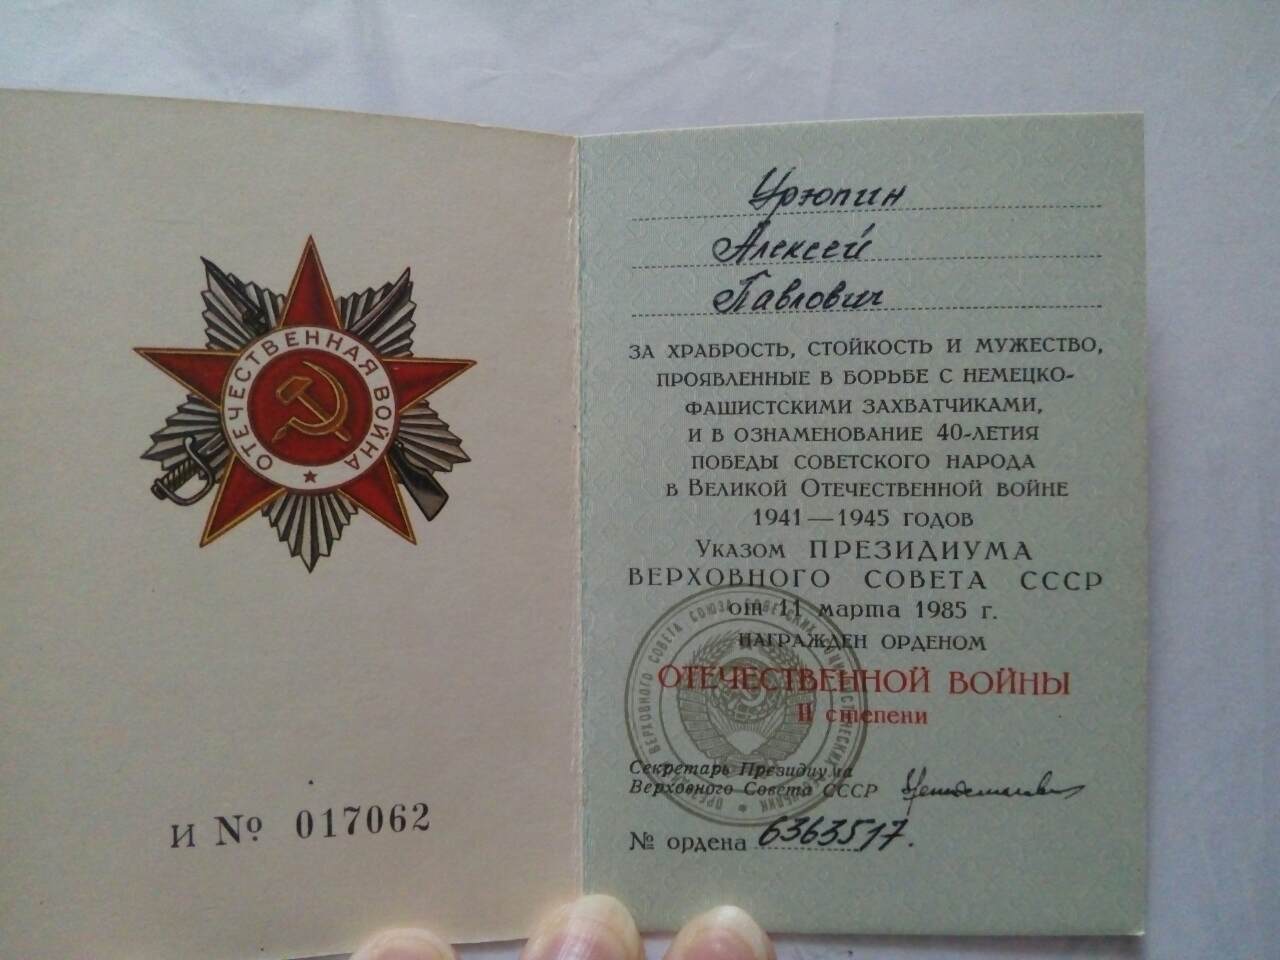 ОТЕЧЕСТВЕННАЯ ВОЙНА
И № 017062
Урюпин
Алексей
Павлович
ЗА ХРАБРОСТЬ, СТОЙКОСТЬ И МУЖЕСТВО,
ПРОЯВЛЕННЫЕ В БОРЬБЕ С НЕМЕЦКО-
ФАШИСТСКИМИ ЗАХВАТЧИКАМИ,
И В ОЗНАМЕНОВАНИЕ 40-ЛЕТИЯ
ПОБЕДЫ СОВЕТСКОГО НАРОДА
В ВЕЛИКОЙ ОТЕЧЕСТВЕННОЙ ВОЙНЕ
1941—1945 ГОДОВ
УКАЗОМ ПРЕЗИДИУМА
ВЕРХОВНОГО СОВЕТА СССР
от 11 марта 1985 г.
НАГРАЖДЕН ОРДЕНОМ
ОТЕЧЕСТВЕННОЙ ВОЙНЫ
II степени
Секретарь Президиума
Верховного Совета СССР
№ ордена 6363517.